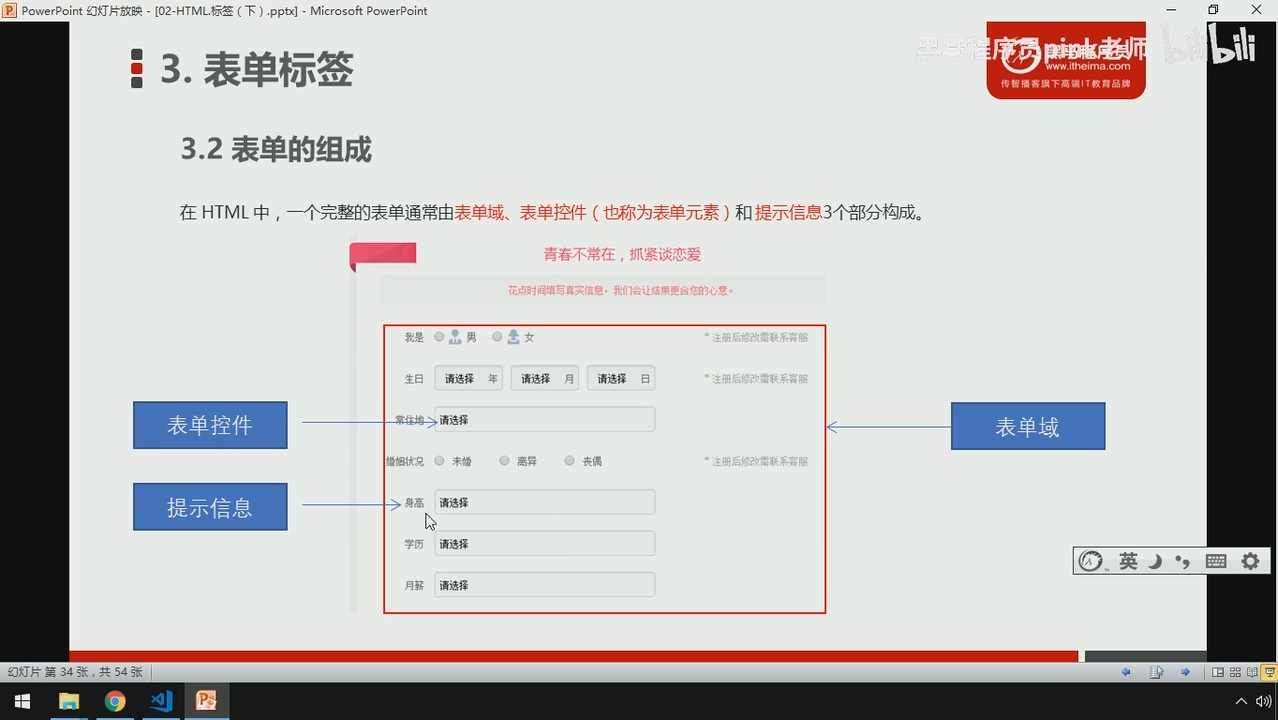 PowerPoint 幻灯片放映 - [02-HTML标签（下）.pptx] - Microsoft PowerPoint
3. 表单标签
pink老师
bilibili
www.itheima.com
传智播客旗下高端IT教育品牌
3.2 表单的组成
在 HTML 中，一个完整的表单通常由表单域、表单控件（也称为表单元素）和 提示信息3个部分构成。
青春不常在，抓紧谈恋爱
花点时间填写真实信息，我们会让结果更合您的心意。
我是 男 女 * 注册后修改需联系客服
生日 请选择 年 请选择 月 请选择 日 * 注册后修改需联系客服
常住地 请选择
表单控件
表单域
婚姻状况 未婚 离异 丧偶 * 注册后修改需联系客服
身高 请选择
提示信息
学历 请选择
月薪 请选择
英
幻灯片 第 34 张，共 54 张